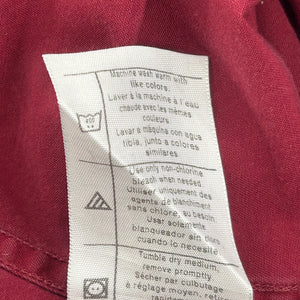 Machine wash warm with
like colors.
Laver à la machine à l'eau
chaude avec les mêmes
couleurs.
Lavar a máquina con agua
tibia, junto a colores
similares
Use only non-chlorine
bleach when needed
Utiliser uniquement des
agents de blanchiment
sans chlore, au besoin
Usar solamente
blanqueador sin cloro
cuando lo necesite
Tumble dry medium,
remove promptly.
Sécher par culbutage
à réglage moyen,